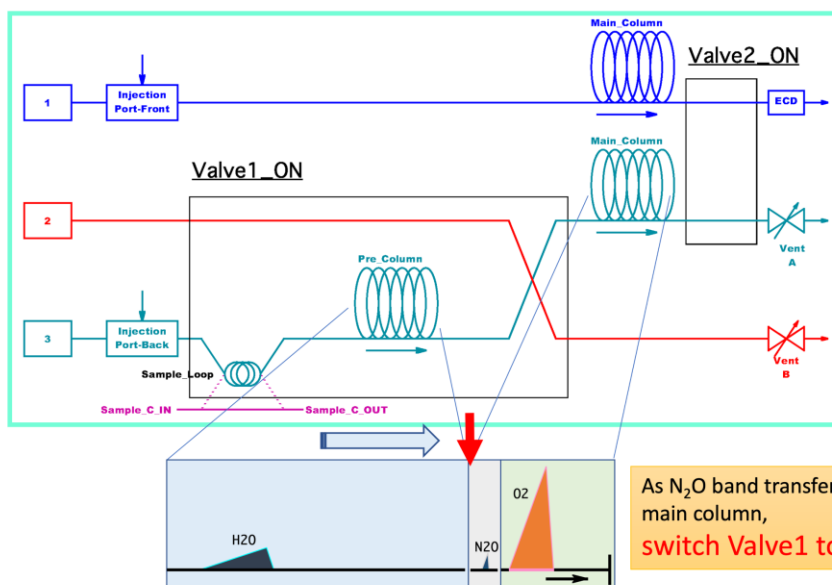 Main_Column
Valve2_ON
1
Injection
Port-Front
ECD
Main_Column
Valve1_ON
2
Pre_Column
Vent
A
3
Injection
Port-Back
Sample_Loop
Vent
B
Sample_C_IN
Sample_C_OUT
O2
H2O
N2O
As N₂O band transfer
main column,
switch Valve1 to